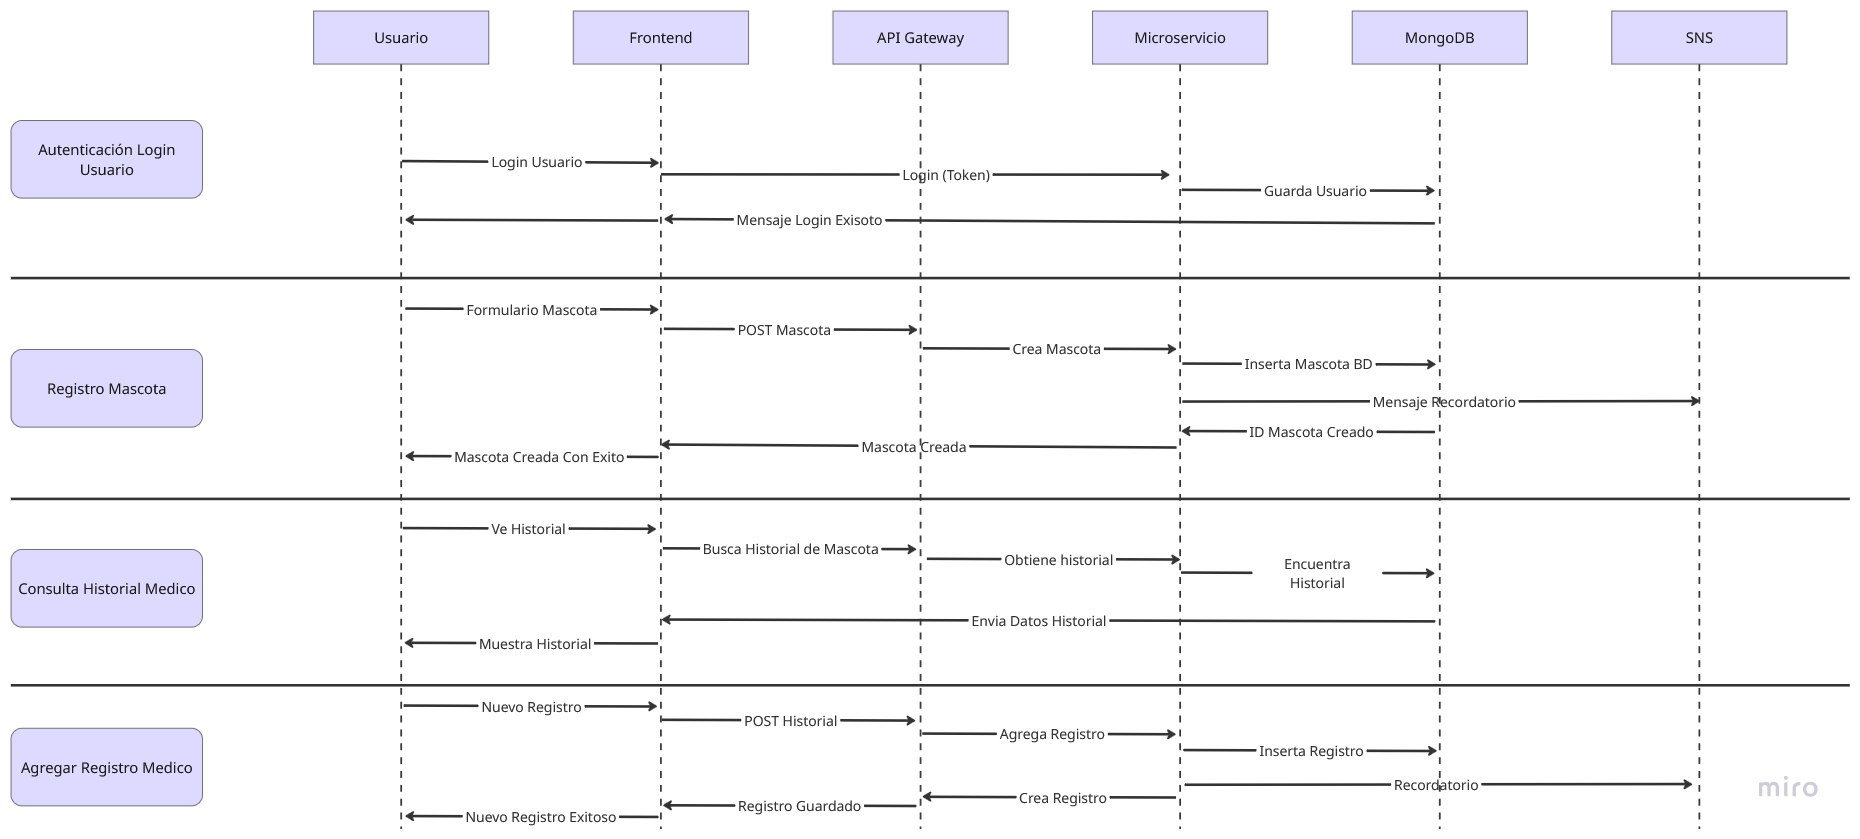 Usuario
Frontend
API Gateway
Microservicio
MongoDB
SNS
Autenticación Login
Usuario
Login Usuario
Login (Token)
Guarda Usuario
Mensaje Login Exisoto
Formulario Mascota
POST Mascota
Crea Mascota
Inserta Mascota BD
Registro Mascota
Mensaje Recordatorio
ID Mascota Creado
Mascota Creada
Mascota Creada Con Exito
Ve Historial
Busca Historial de Mascota
Obtiene historial
Encuentra
Historial
Consulta Historial Medico
Envia Datos Historial
Muestra Historial
Nuevo Registro
POST Historial
Agrega Registro
Inserta Registro
Agregar Registro Medico
Recordatorio
Crea Registro
Registro Guardado
Nuevo Registro Exitoso
miro